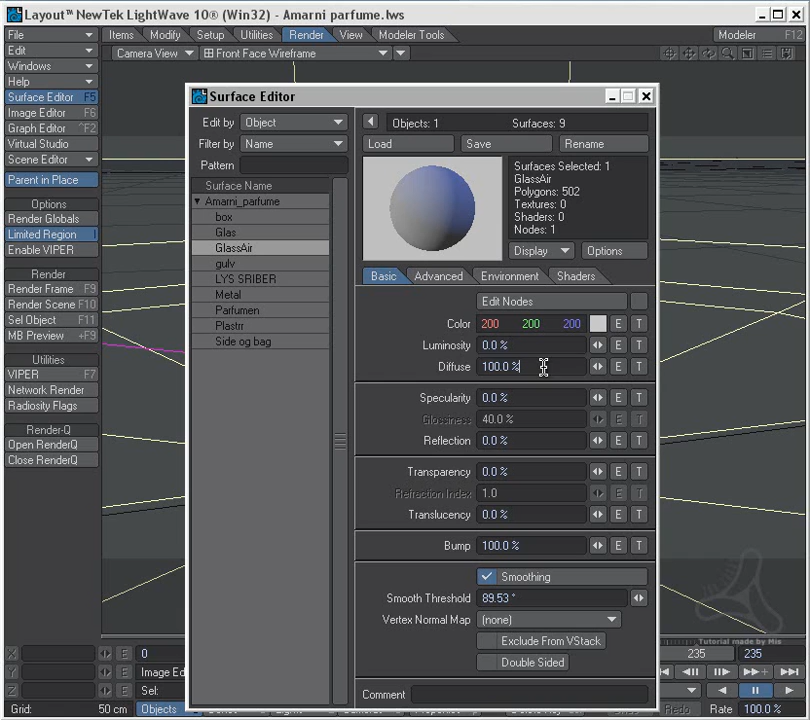 Layout™ NewTek LightWave 10® (Win32) - Amarni parfume.lws
File
Items
Modify
Setup
Utilities
Render
View
Modeler Tools
Modeler
F12
Edit
Camera View
Front Face Wireframe
Windows
Help
Surface Editor F5
Image Editor F6
Graph Editor ^F2
Virtual Studio
Scene Editor
Parent in Place
Options
Render Globals
Limited Region l
Enable VIPER
Render
Render Frame F9
Render Scene F10
Sel Object F11
MB Preview +F9
Utilities
VIPER F7
Network Render
Radiosity Flags
Render-Q
Open RenderQ
Close RenderQ
Surface Editor
Edit by Object
Filter by Name
Pattern
Surface Name
Amarni_parfume
box
Glas
GlassAir
gulv
LYS SRIBER
Metal
Parfumen
Plastrr
Side og bag
Objects: 1
Surfaces: 9
Load
Save
Rename
Surfaces Selected: 1
GlassAir
Polygons: 502
Textures: 0
Shaders: 0
Nodes: 1
Display
Options
Basic
Advanced
Environment
Shaders
Edit Nodes
Color 200 200 200 E T
Luminosity 0.0 % E T
Diffuse 100.0 % E T
Specularity 0.0 % E T
Glossiness 40.0 % E T
Reflection 0.0 % E T
Transparency 0.0 % E T
Refraction Index 1.0 E T
Translucency 0.0 % E T
Bump 100.0 % E T
Smoothing
Smooth Threshold 89.53 °
Vertex Normal Map (none)
Exclude From VStack
Double Sided
Comment
Tutorial made by Mis
X E 0
235 235
Y E Image Ed
Z E Sel:
Grid: 50 cm
Objects
Redo
Rate 100.0 %